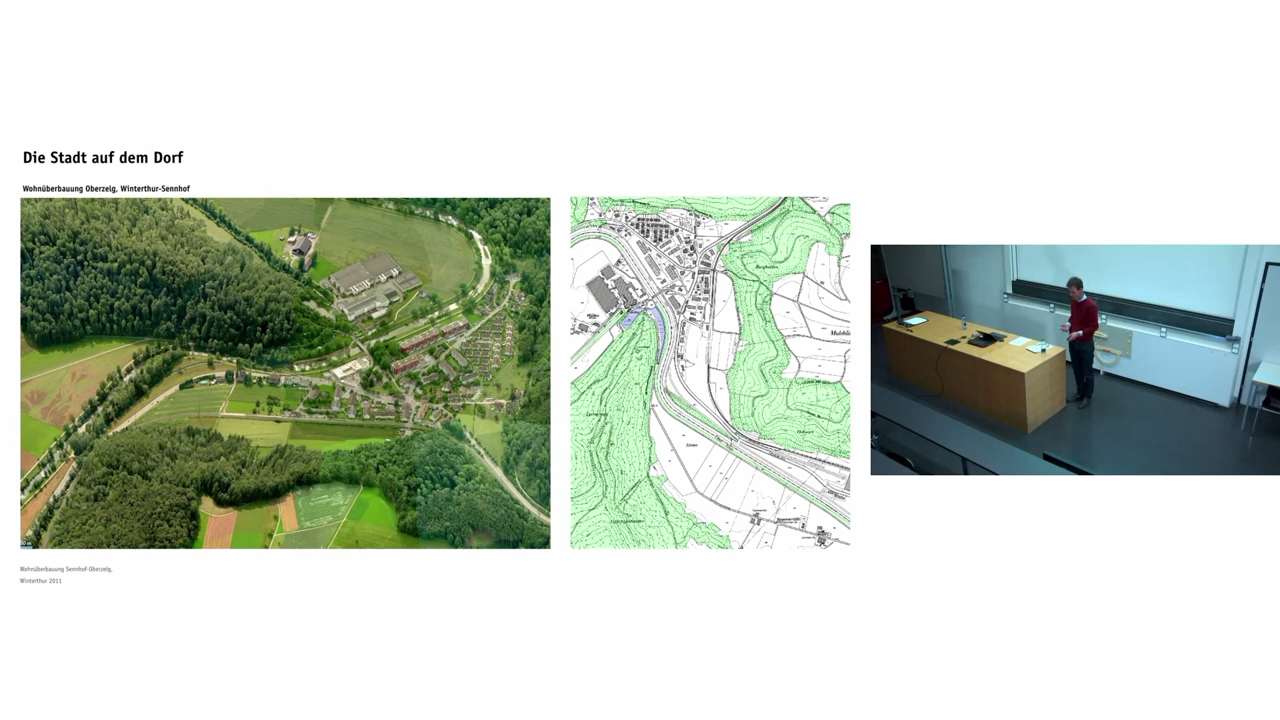 Die Stadt auf dem Dorf
Wohnüberbauung Oberzelg, Winterthur-Sennhof
Wohnüberbauung Sennhof-Oberzelg,
Winterthur 2011